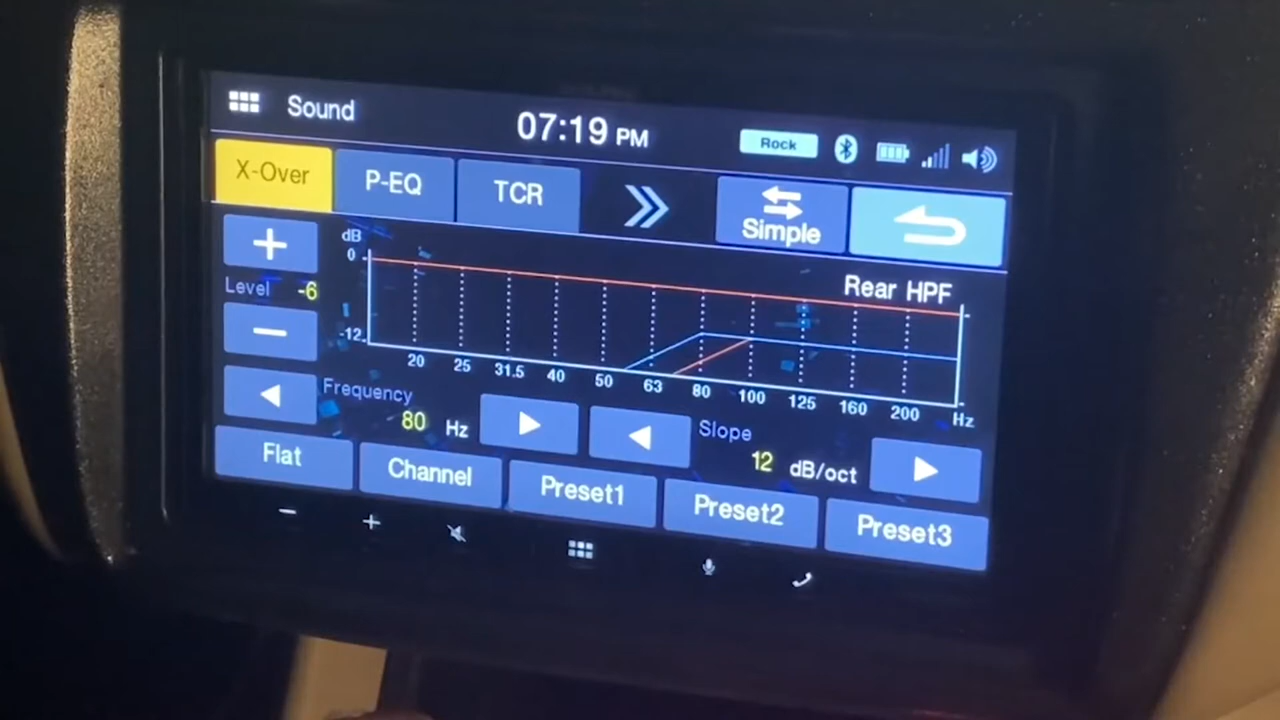 Sound 07:19 PM Rock
X-Over P-EQ TCR Simple
dB
0
Rear HPF
Level -6
-12
20 25 31.5 40 50 63 80 100 125 160 200 Hz
Frequency
80 Hz
Slope
12 dB/oct
Flat Channel Preset1 Preset2 Preset3